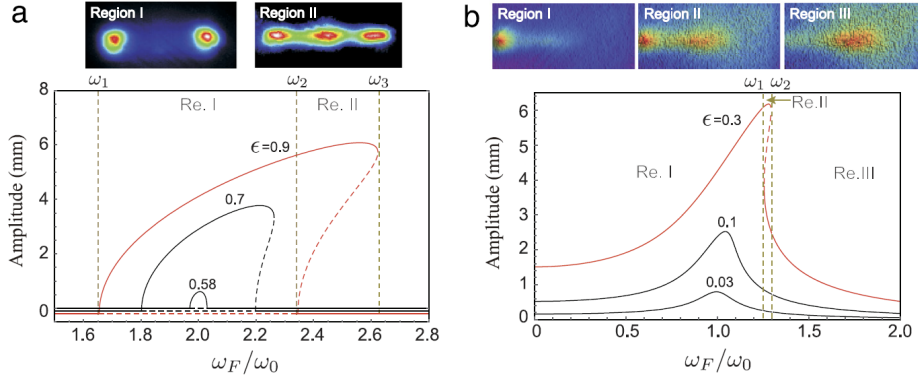 a
Region I
Region II
ω₁
ω₂
ω₃
Re. I
Re. II
ϵ=0.9
0.7
0.58
Amplitude (mm)
8
6
4
2
0
1.6
1.8
2.0
2.2
2.4
2.6
2.8
ω_F/ω₀
b
Region I
Region II
Region III
ω₁
ω₂
Re.II
ϵ=0.3
Re. I
Re.III
0.1
0.03
Amplitude (mm)
6
5
4
3
2
1
0
0.0
0.5
1.0
1.5
2.0
ω_F/ω₀